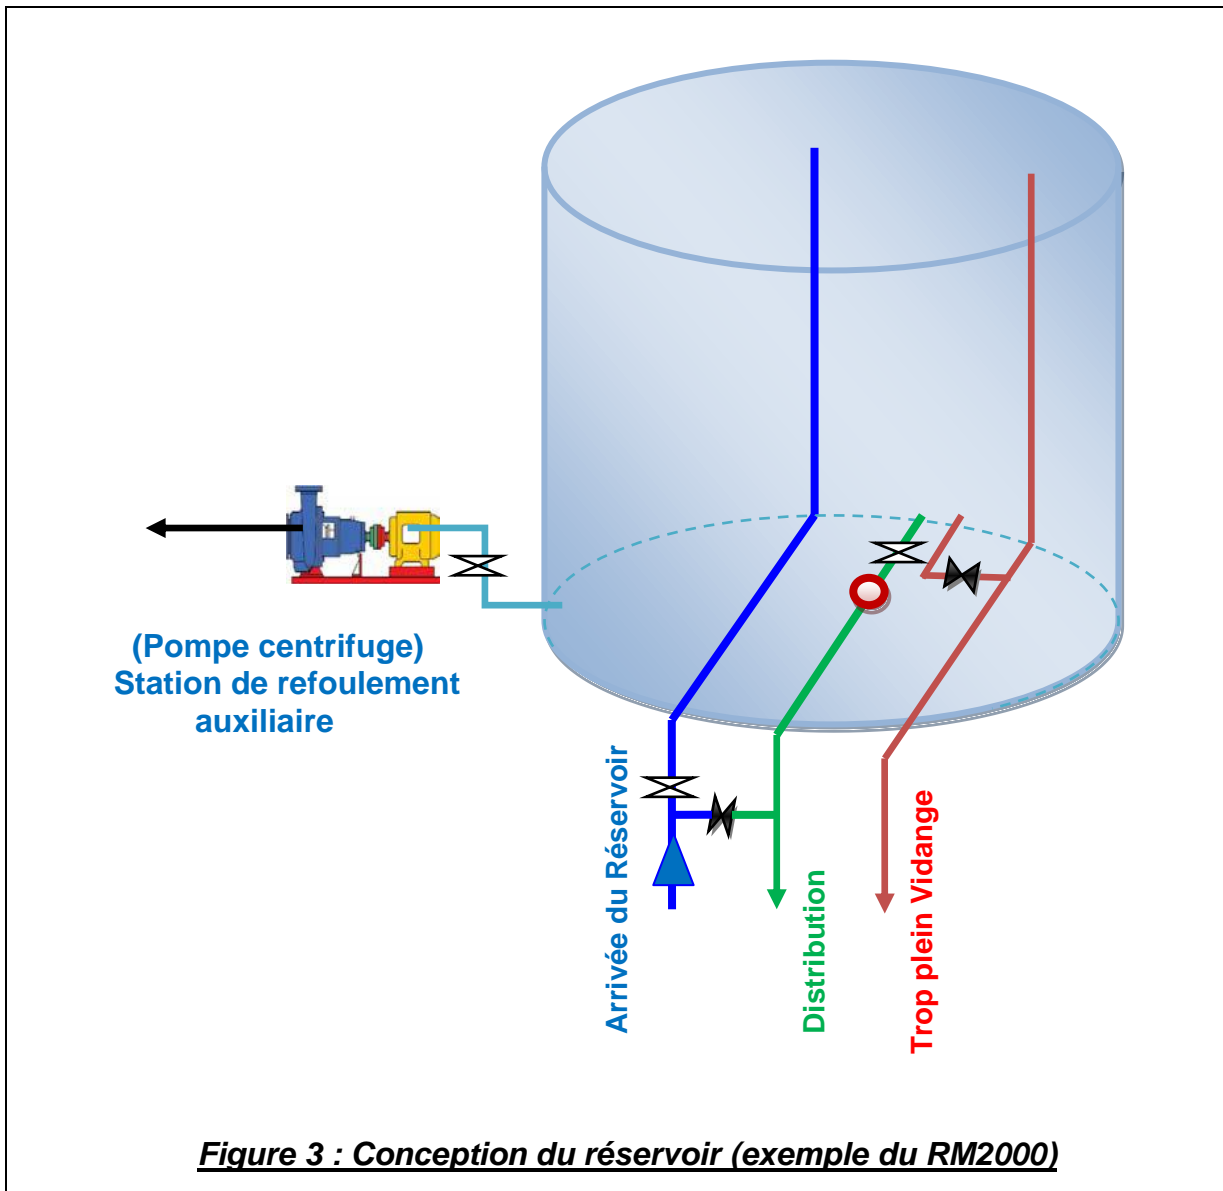 (Pompe centrifuge)
Station de refoulement
auxiliaire
Arrivée du Réservoir
Distribution
Trop plein Vidange
Figure 3 : Conception du réservoir (exemple du RM2000)